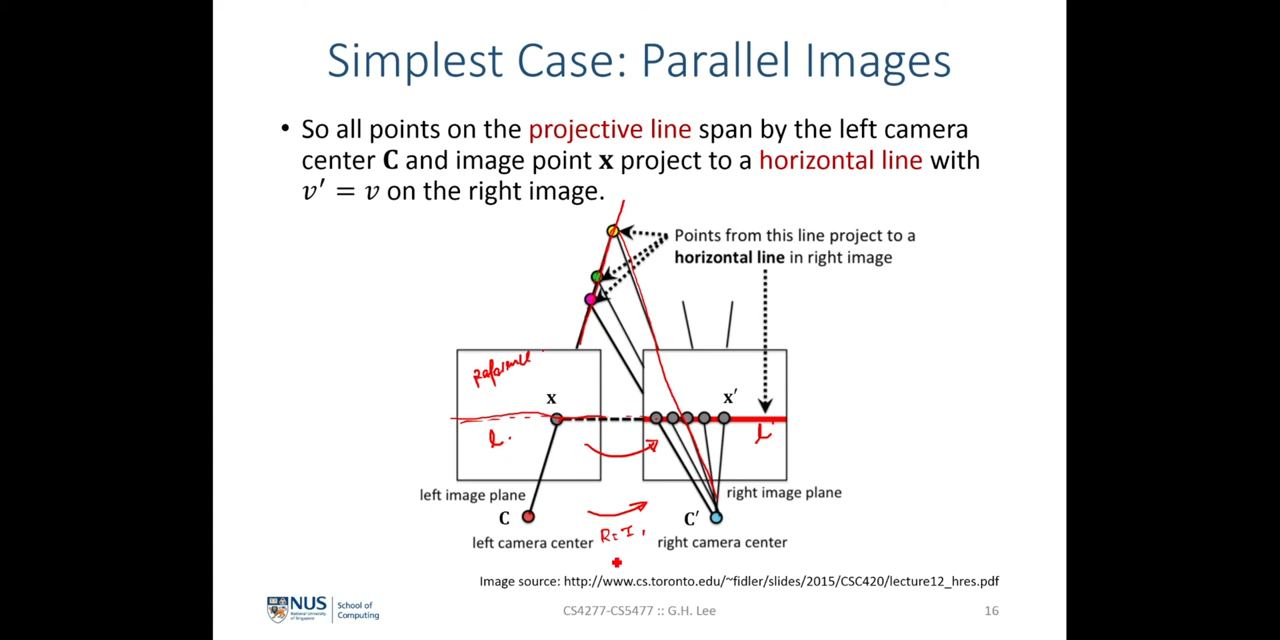 Simplest Case: Parallel Images
• So all points on the projective line span by the left camera
center C and image point x project to a horizontal line with
v′ = v on the right image.
Points from this line project to a
horizontal line in right image
reference
x
x′
l
l'
left image plane
right image plane
C
C′
R=I,
left camera center
right camera center
Image source: http://www.cs.toronto.edu/~fidler/slides/2015/CSC420/lecture12_hres.pdf
NUS
National University
of Singapore
School of
Computing
CS4277-CS5477 :: G.H. Lee
16